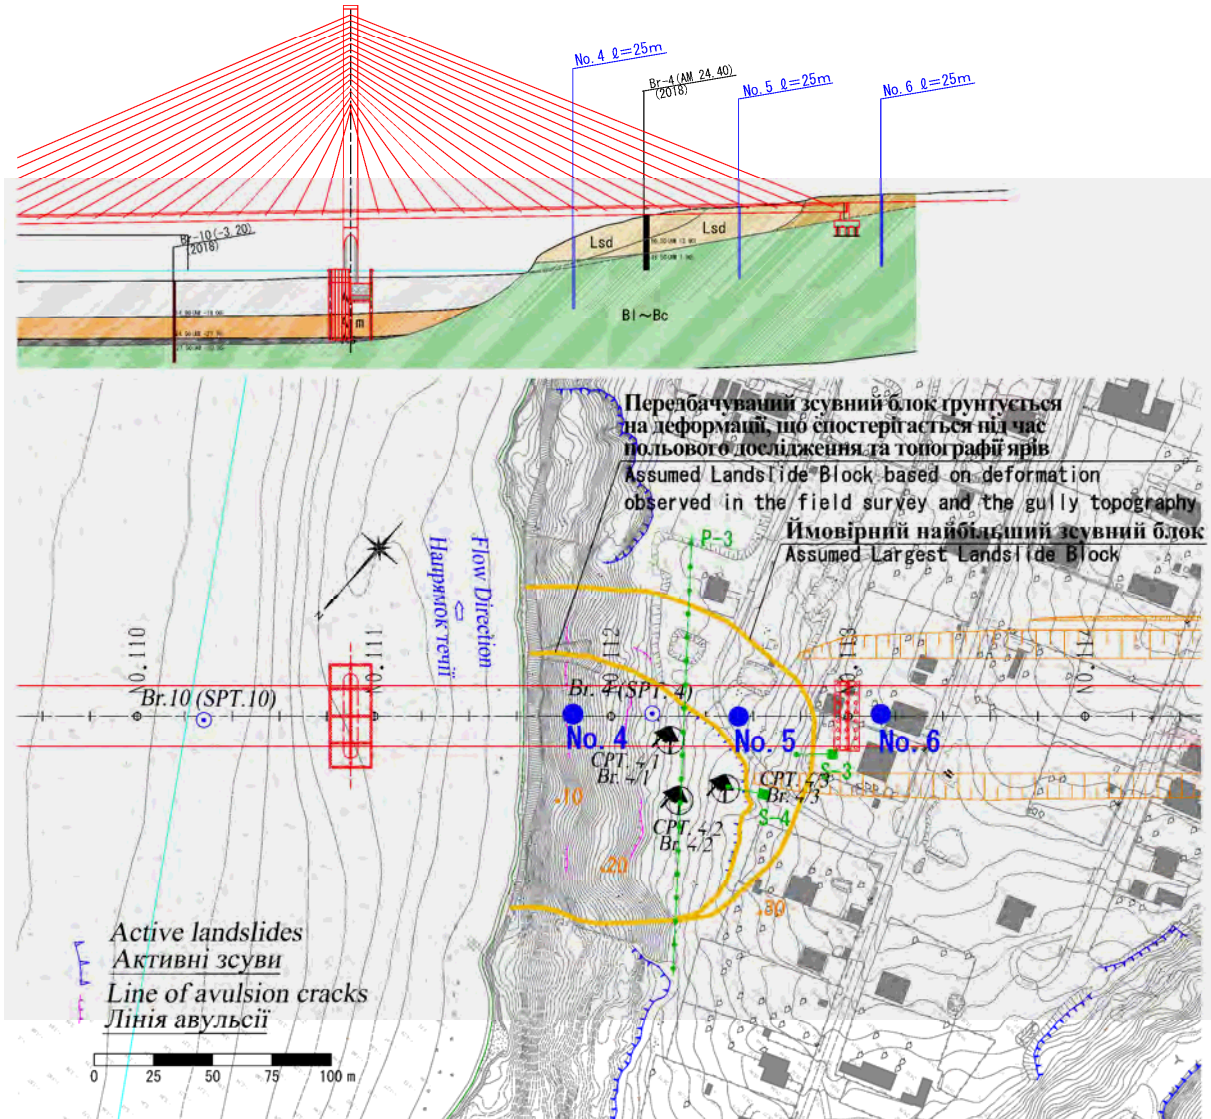 No.4 ℓ=25m
Br-4(AM 24.40)
(2018)
No.5 ℓ=25m
No.6 ℓ=25m
Br-10(-3.20)
(2018)
Lsd
Lsd
m
Bl~Bc
Передбачуваний зсувний блок ґрунтується
на деформації, що спостерігається під час
польового дослідження та топографії ярів
Assumed Landslide Block based on deformation
observed in the field survey and the gully topography
Ймовірний найбільший зсувний блок
Assumed Largest Landslide Block
P-3
Flow Direction
Напрямок течії
N
NO.110
NO.111
NO.112
NO.113
NO.114
Br.10 (SPT.10)
Br. 4 (SPT. 4)
No.4
No.5
No.6
CPT. 4/1
Br. 4/1
CPT. 4/3
Br. 4/3
S-3
S-4
CPT. 4/2
Br. 4/2
.10
.20
.30
Active landslides
Активні зсуви
Line of avulsion cracks
Лінія авульсії
0 25 50 75 100 m